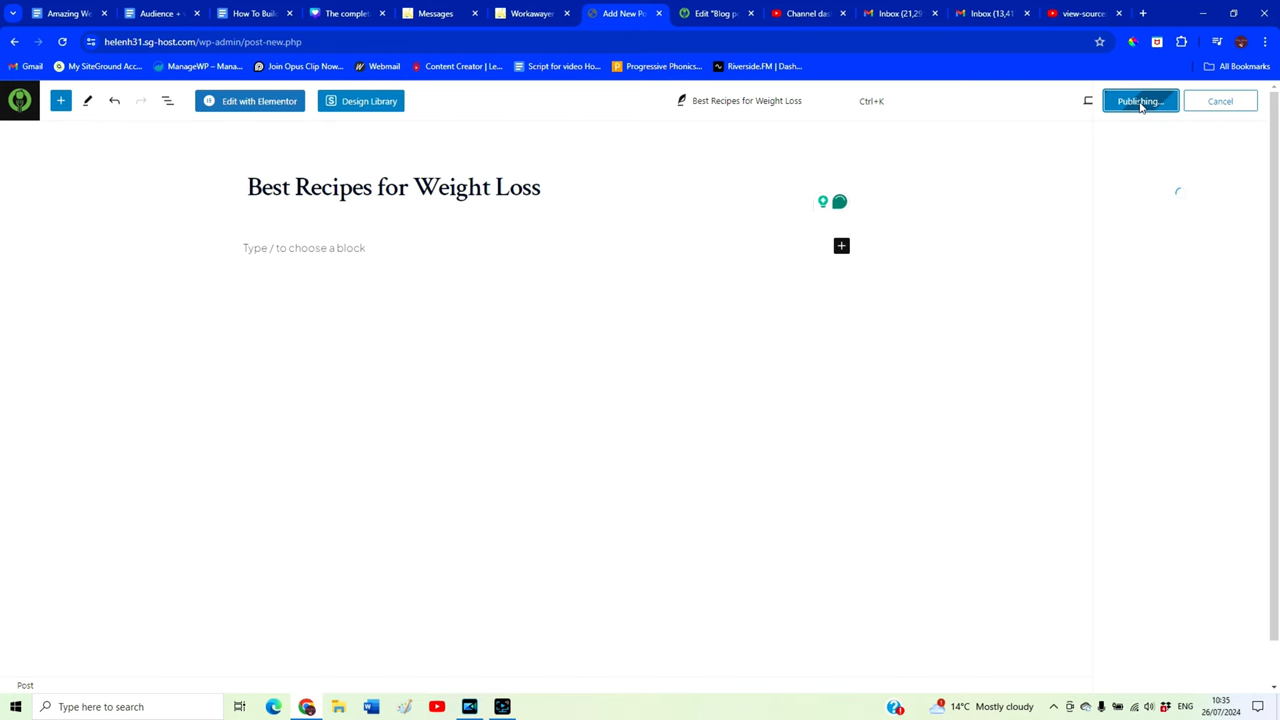 Amazing We
Audience + v
How To Build
The complet
Messages
Workawayer
Add New Po
Edit "Blog p
Channel das
Inbox (21,29
Inbox (13,41
view-source
helenh31.sg-host.com/wp-admin/post-new.php
Gmail
My SiteGround Acc...
ManageWP – Mana...
Join Opus Clip Now...
Webmail
Content Creator | Le...
Script for video Ho...
Progressive Phonics...
Riverside.FM | Dash...
All Bookmarks
Edit with Elementor
Design Library
Best Recipes for Weight Loss
Ctrl+K
Publishing...
Cancel
Best Recipes for Weight Loss
Type / to choose a block
Post
Type here to search
14°C Mostly cloudy
ENG
10:35
26/07/2024